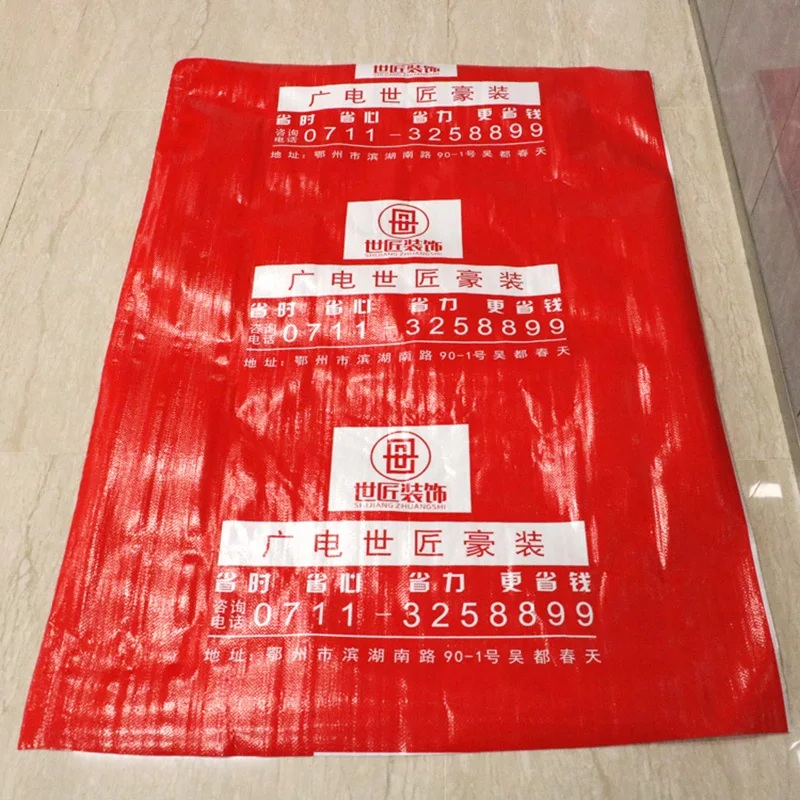 世匠装饰
SHIJIANG ZHUANGSHI
广电世匠豪装
省时 省心 省力 更省钱
咨询电话 0711-3258899
地址:鄂州市滨湖南路90-1号吴都春天
世匠装饰
SHIJIANG ZHUANGSHI
广电世匠豪装
省时 省心 省力 更省钱
咨询电话 0711-3258899
地址:鄂州市滨湖南路90-1号吴都春天
世匠装饰
SHIJIANG ZHUANGSHI
广电世匠豪装
省时 省心 省力 更省钱
咨询电话 0711-3258899
地址:鄂州市滨湖南路90-1号吴都春天